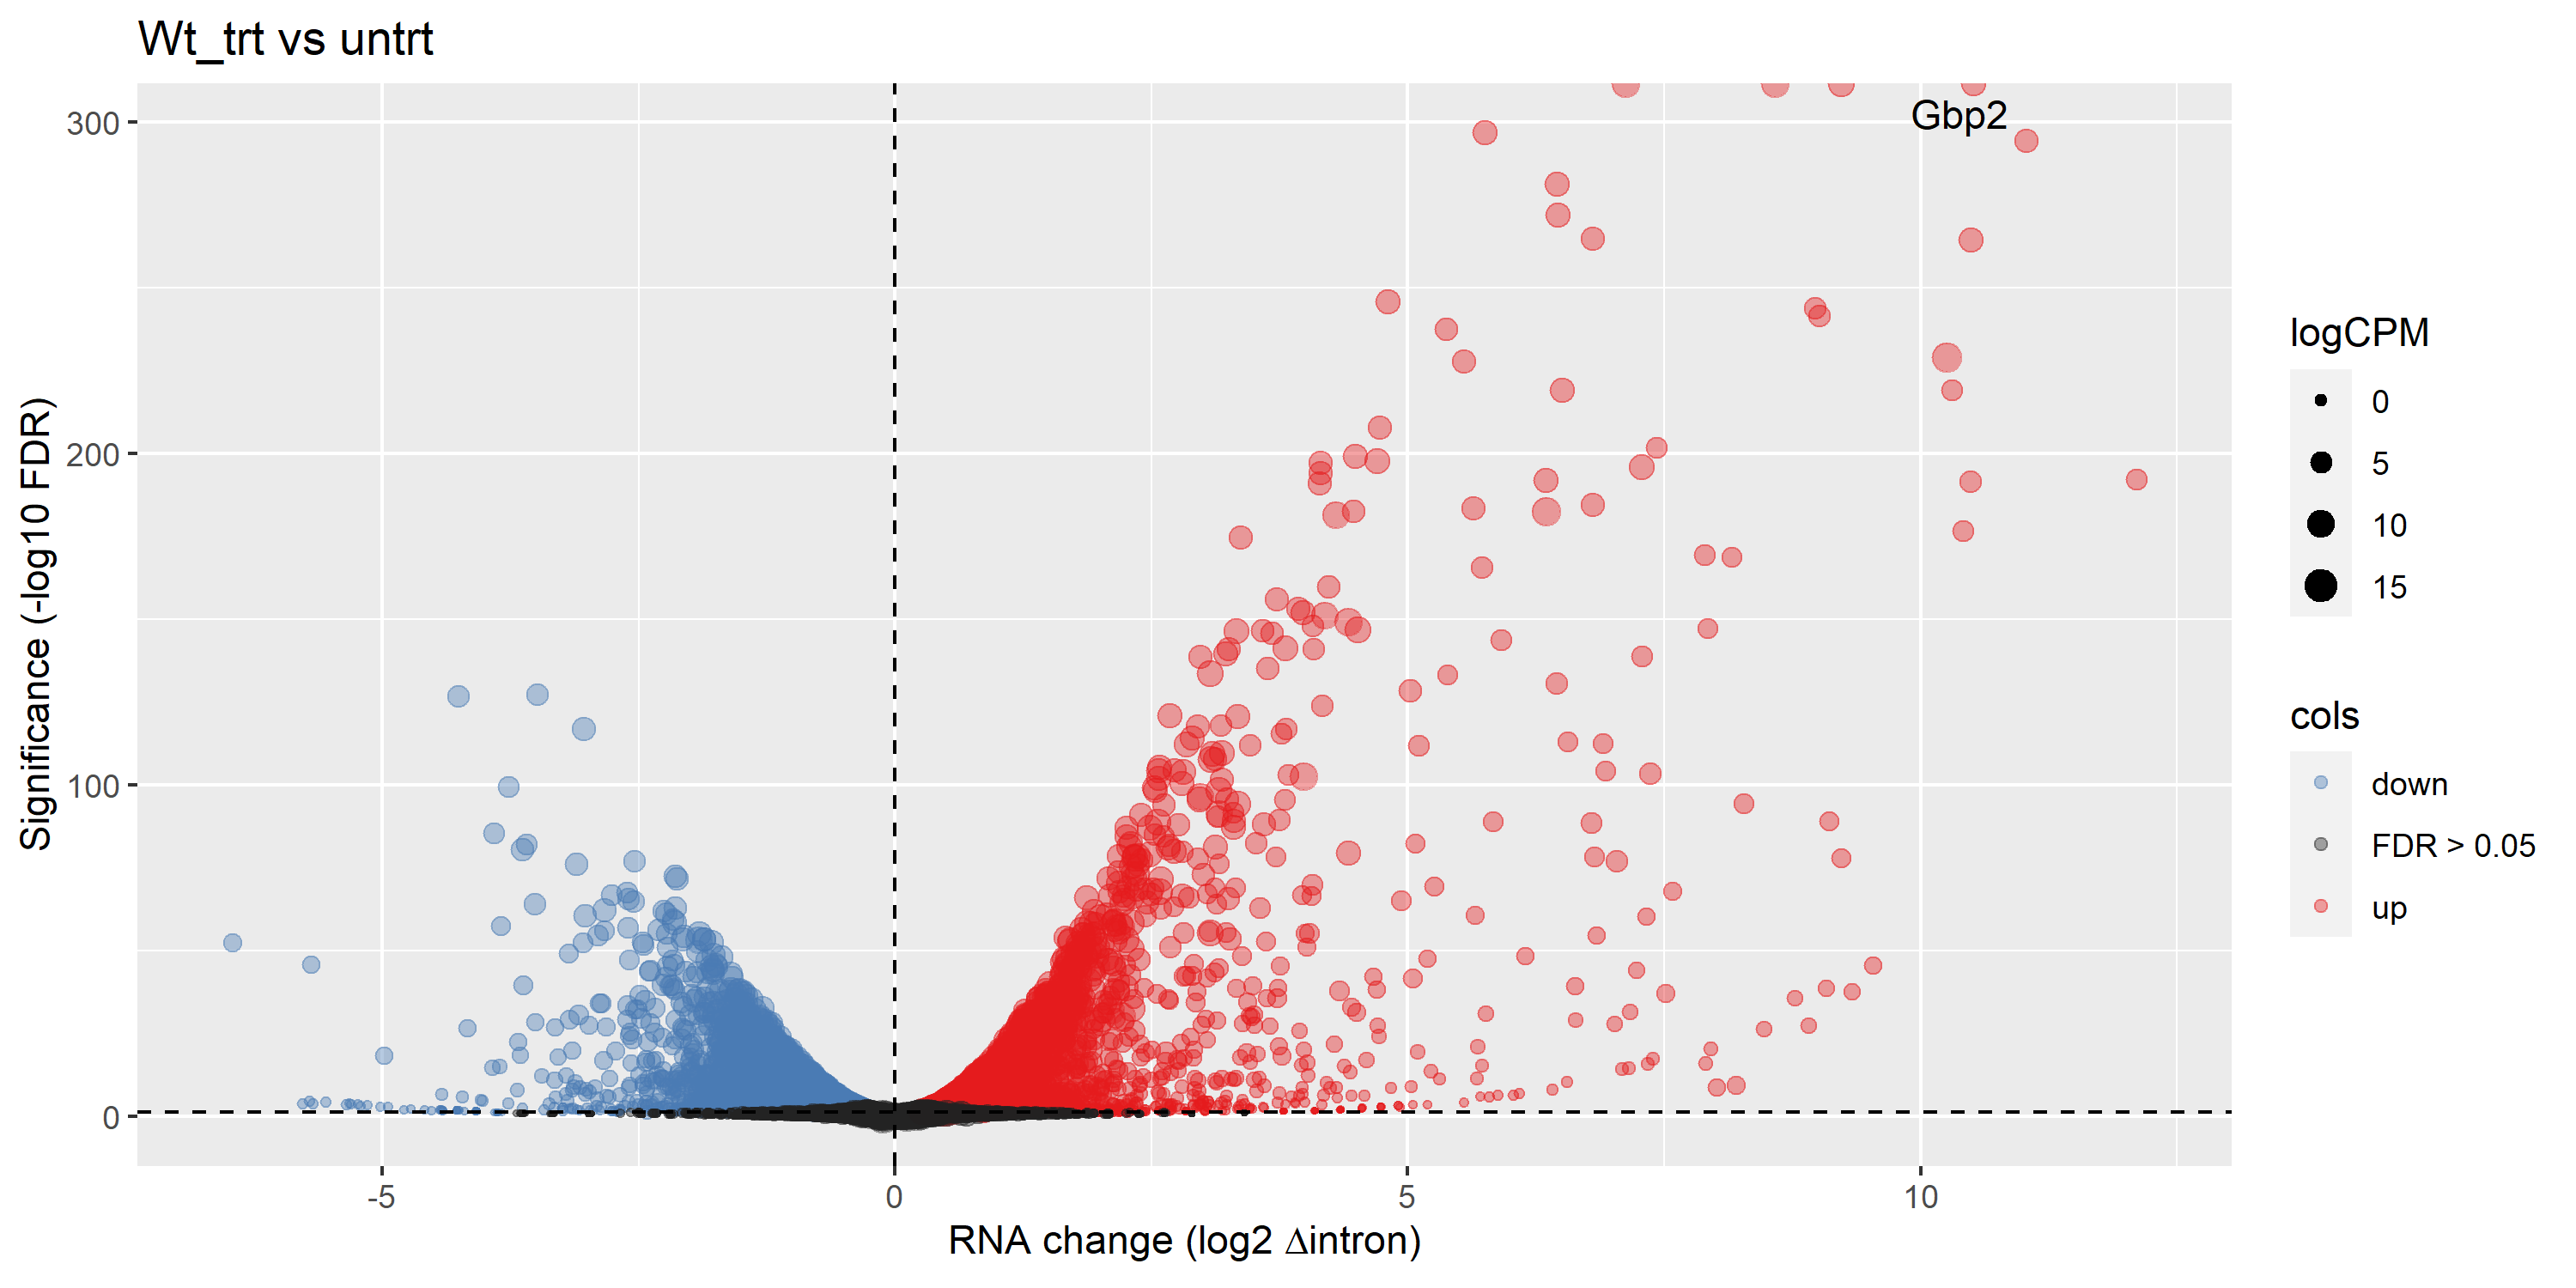 Wt_trt vs untrt
Gbp2
300
200
100
0
Significance (-log10 FDR)
-5
0
5
10
RNA change (log2 Δintron)
logCPM
0
5
10
15
cols
down
FDR > 0.05
up